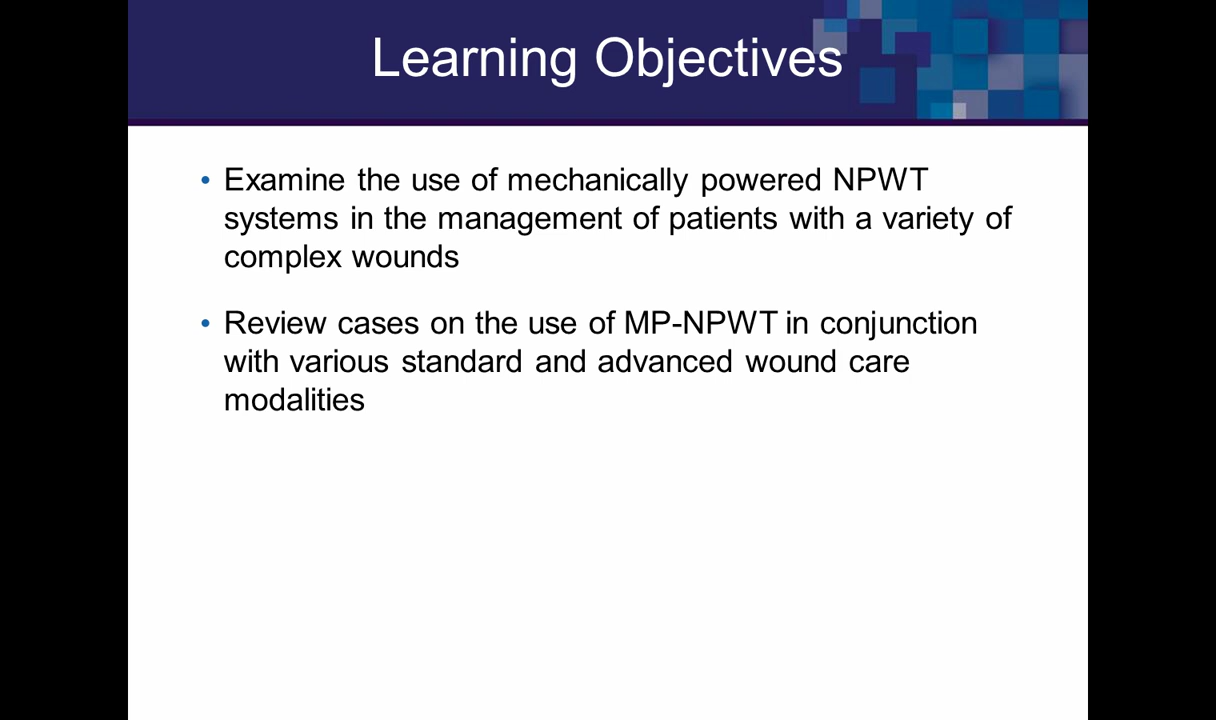 Learning Objectives
• Examine the use of mechanically powered NPWT
systems in the management of patients with a variety of
complex wounds
• Review cases on the use of MP-NPWT in conjunction
with various standard and advanced wound care
modalities